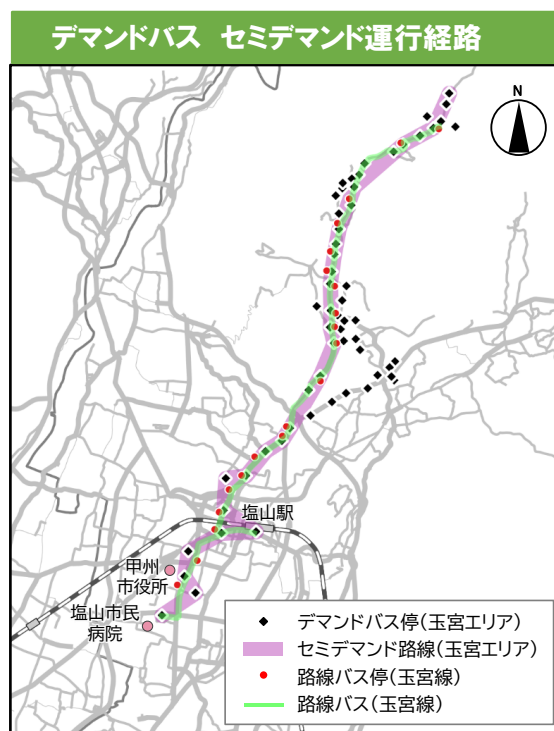 デマンドバス セミデマンド運行経路
N
塩山駅
甲州
市役所
塩山市民
病院
デマンドバス停(玉宮エリア)
セミデマンド路線(玉宮エリア)
路線バス停(玉宮線)
路線バス(玉宮線)